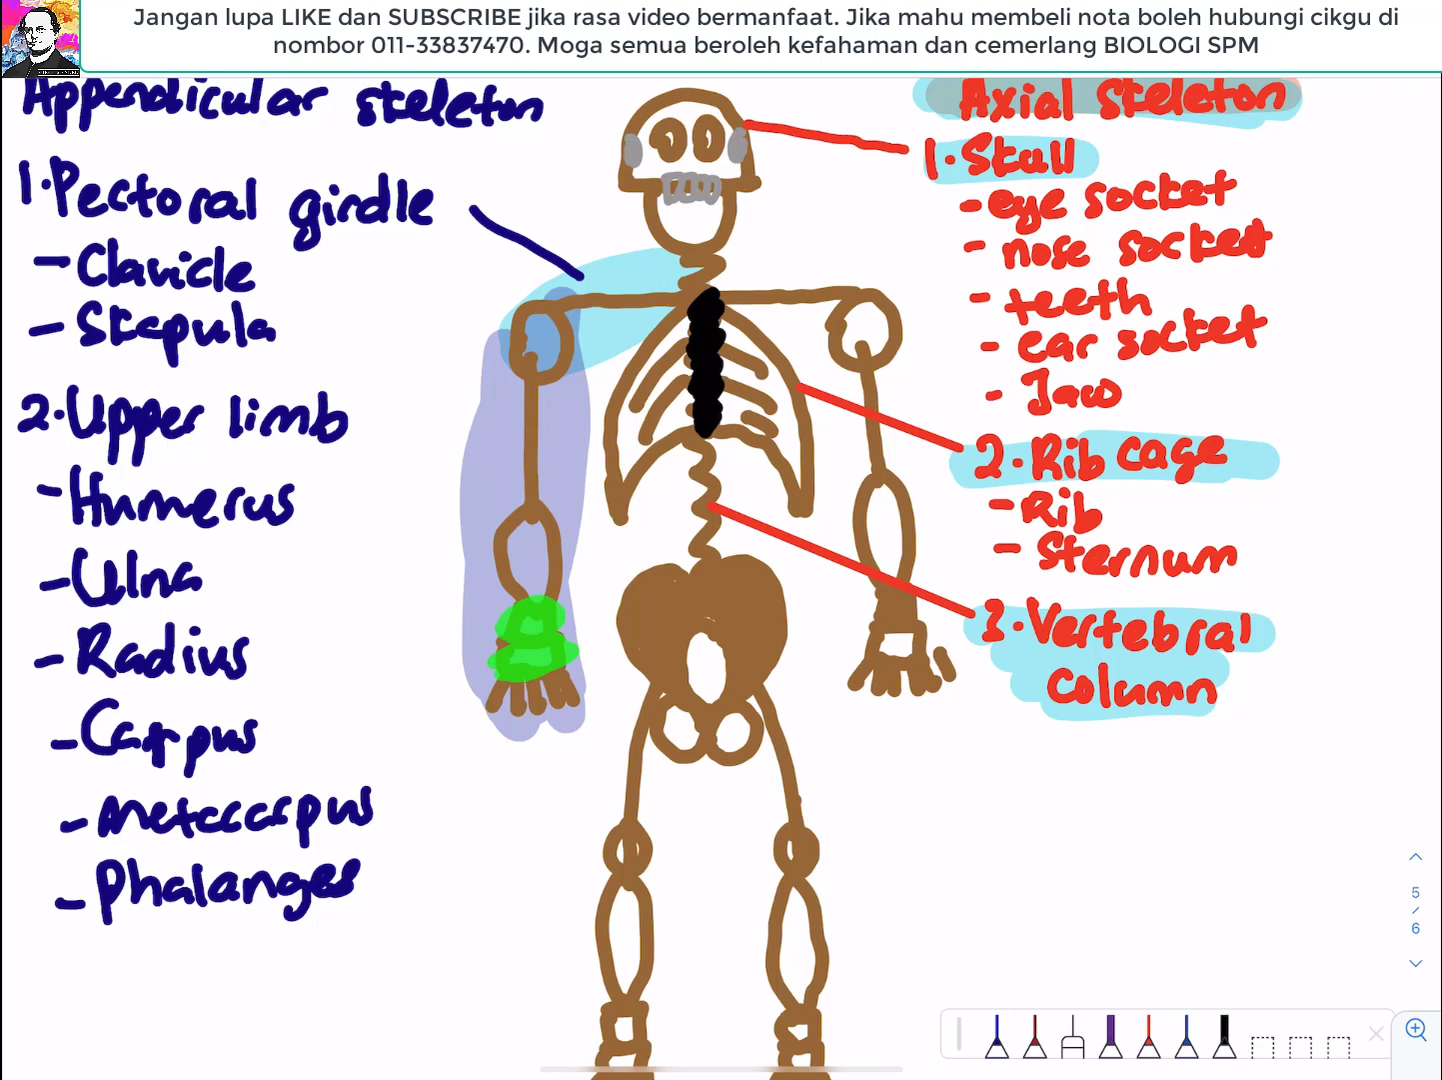 Jangan lupa LIKE dan SUBSCRIBE jika rasa video bermanfaat. Jika mahu membeli nota boleh hubungi cikgu di
nombor 011-33837470. Moga semua beroleh kefahaman dan cemerlang BIOLOGI SPM
Appendicular skeleton
1. Pectoral girdle
- Clavicle
- Scapula
2. Upper limb
- Humerus
- Ulna
- Radius
- Carpus
- metacarpus
- Phalanges
Axial skeleton
1. Skull
- eye socket
- nose socket
- teeth
- ear socket
- Jaw
2. Rib cage
- Rib
- Sternum
3. Vertebral
column
5
/
6